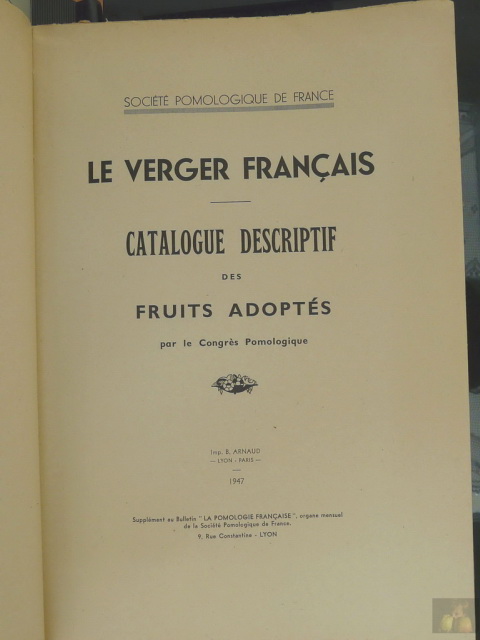 SOCIÉTÉ POMOLOGIQUE DE FRANCE
LE VERGER FRANÇAIS
CATALOGUE DESCRIPTIF
DES
FRUITS ADOPTÉS
par le Congrès Pomologique
Imp. B. ARNAUD
— LYON - PARIS —
1947
Supplément au Bulletin "LA POMOLOGIE FRANÇAISE", organe mensuel
de la Société Pomologique de France.
9, Rue Constantine - LYON